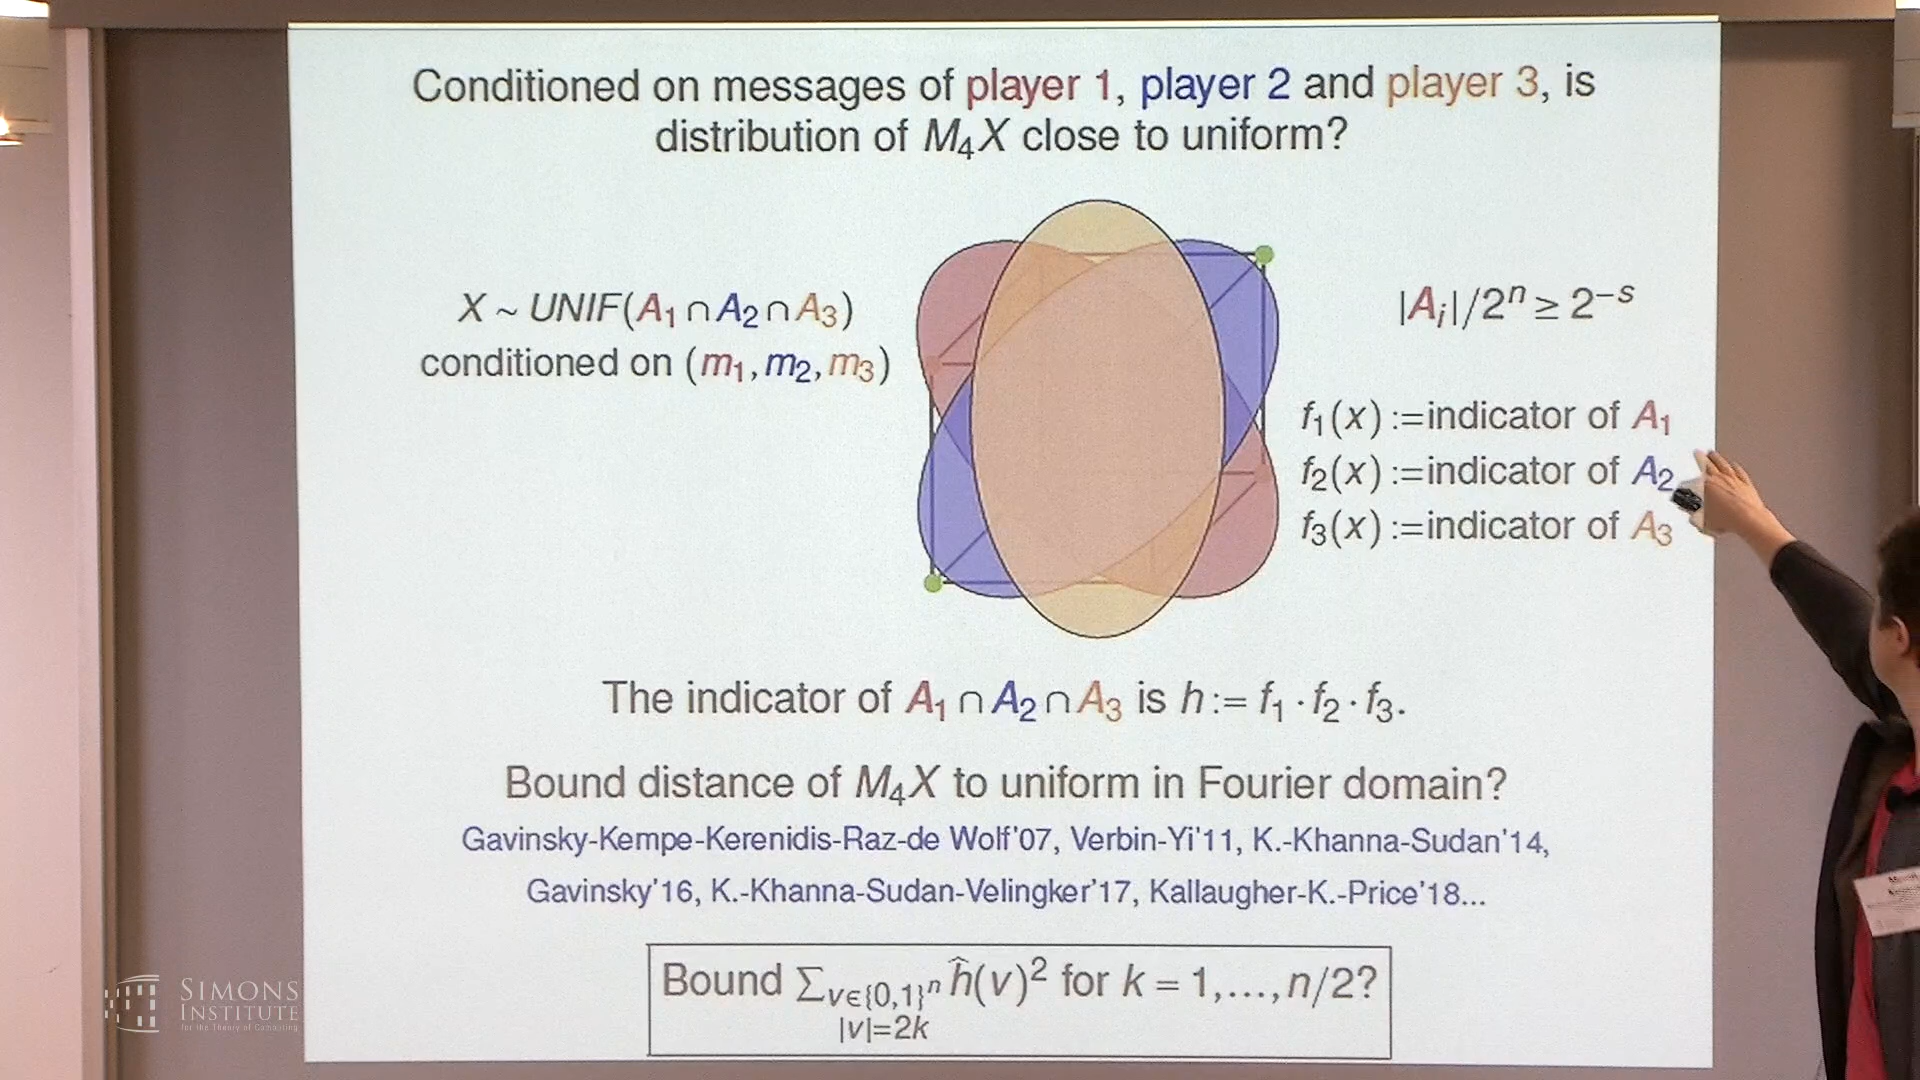 Conditioned on messages of player 1, player 2 and player 3, is
distribution of M₄X close to uniform?
X ~ UNIF(A₁ ∩ A₂ ∩ A₃)
conditioned on (m₁, m₂, m₃)
|Aᵢ|/2ⁿ ≥ 2⁻ˢ
f₁(x) :=indicator of A₁
f₂(x) :=indicator of A₂
f₃(x) :=indicator of A₃
The indicator of A₁ ∩ A₂ ∩ A₃ is h := f₁ · f₂ · f₃.
Bound distance of M₄X to uniform in Fourier domain?
Gavinsky-Kempe-Kerenidis-Raz-de Wolf'07, Verbin-Yi'11, K.-Khanna-Sudan'14,
Gavinsky'16, K.-Khanna-Sudan-Velingker'17, Kallaugher-K.-Price'18...
Bound ∑_{v∈{0,1}ⁿ} ĥ(v)² for k = 1,...,n/2?
|v|=2k
SIMONS
INSTITUTE
for the Theory of Computing